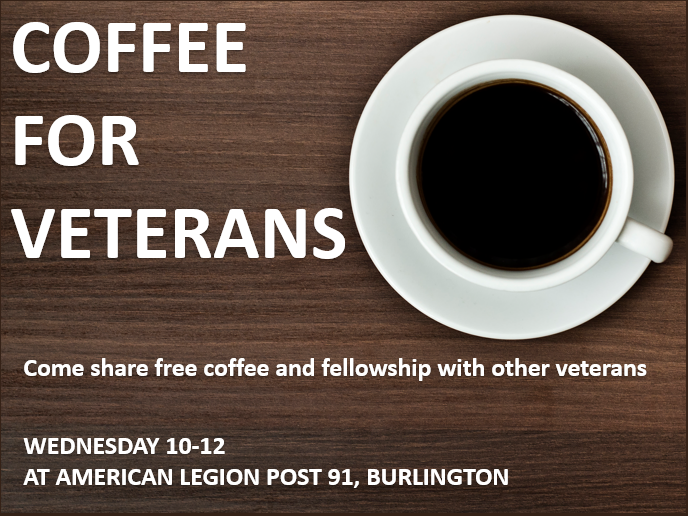 COFFEE
FOR
VETERANS
Come share free coffee and fellowship with other veterans
WEDNESDAY 10-12
AT AMERICAN LEGION POST 91, BURLINGTON